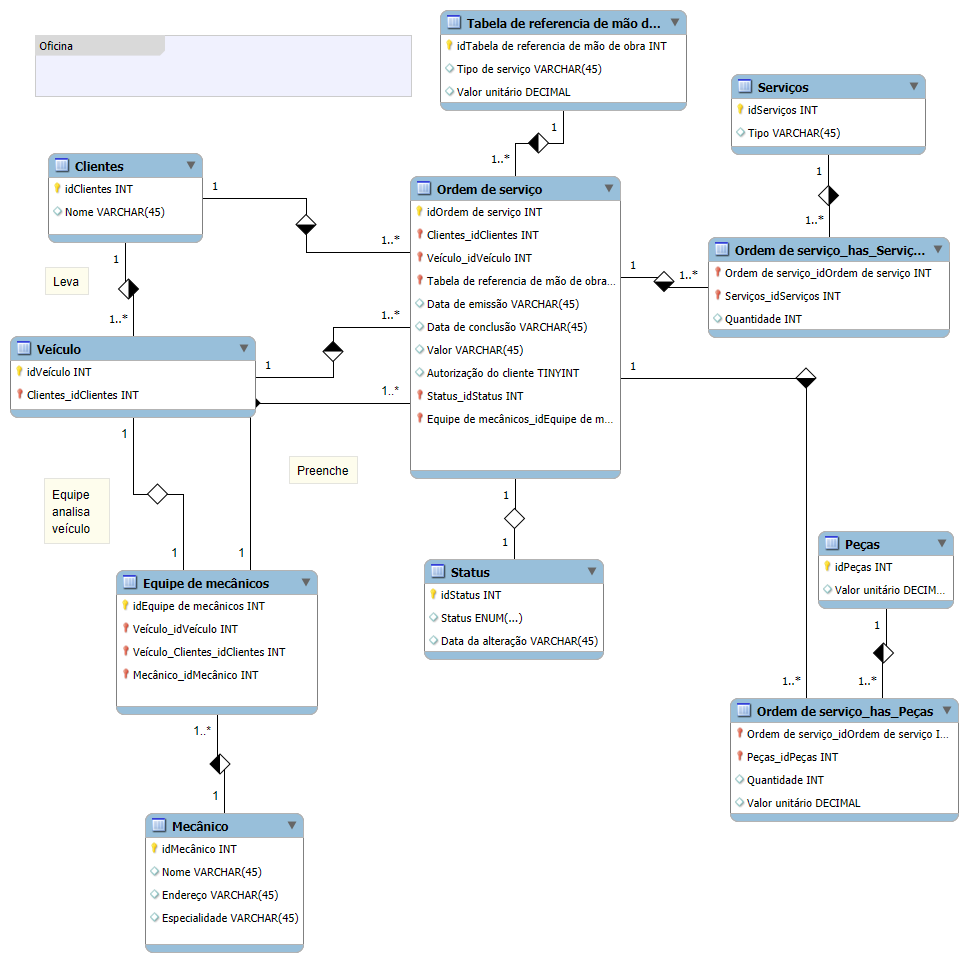 Oficina
Tabela de referencia de mão d...
idTabela de referencia de mão de obra INT
Tipo de serviço VARCHAR(45)
Valor unitário DECIMAL
1
1..*
Serviços
idServiços INT
Tipo VARCHAR(45)
1
1..*
Clientes
idClientes INT
Nome VARCHAR(45)
1
1..*
Leva
1
1..*
Ordem de serviço
idOrdem de serviço INT
Clientes_idClientes INT
Veículo_idVeículo INT
Tabela de referencia de mão de obra...
Data de emissão VARCHAR(45)
Data de conclusão VARCHAR(45)
Valor VARCHAR(45)
Autorização do cliente TINYINT
Status_idStatus INT
Equipe de mecânicos_idEquipe de m...
1
1..*
Ordem de serviço_has_Serviç...
Ordem de serviço_idOrdem de serviço INT
Serviços_idServiços INT
Quantidade INT
Veículo
idVeículo INT
Clientes_idClientes INT
1
1..*
1..*
1
1
1
1
Equipe
analisa
veículo
Preenche
1
1
Status
idStatus INT
Status ENUM(...)
Data da alteração VARCHAR(45)
1
1..*
Peças
idPeças INT
Valor unitário DECIM...
1
1..*
Equipe de mecânicos
idEquipe de mecânicos INT
Veículo_idVeículo INT
Veículo_Clientes_idClientes INT
Mecânico_idMecânico INT
1..*
1
Ordem de serviço_has_Peças
Ordem de serviço_idOrdem de serviço I...
Peças_idPeças INT
Quantidade INT
Valor unitário DECIMAL
Mecânico
idMecânico INT
Nome VARCHAR(45)
Endereço VARCHAR(45)
Especialidade VARCHAR(45)